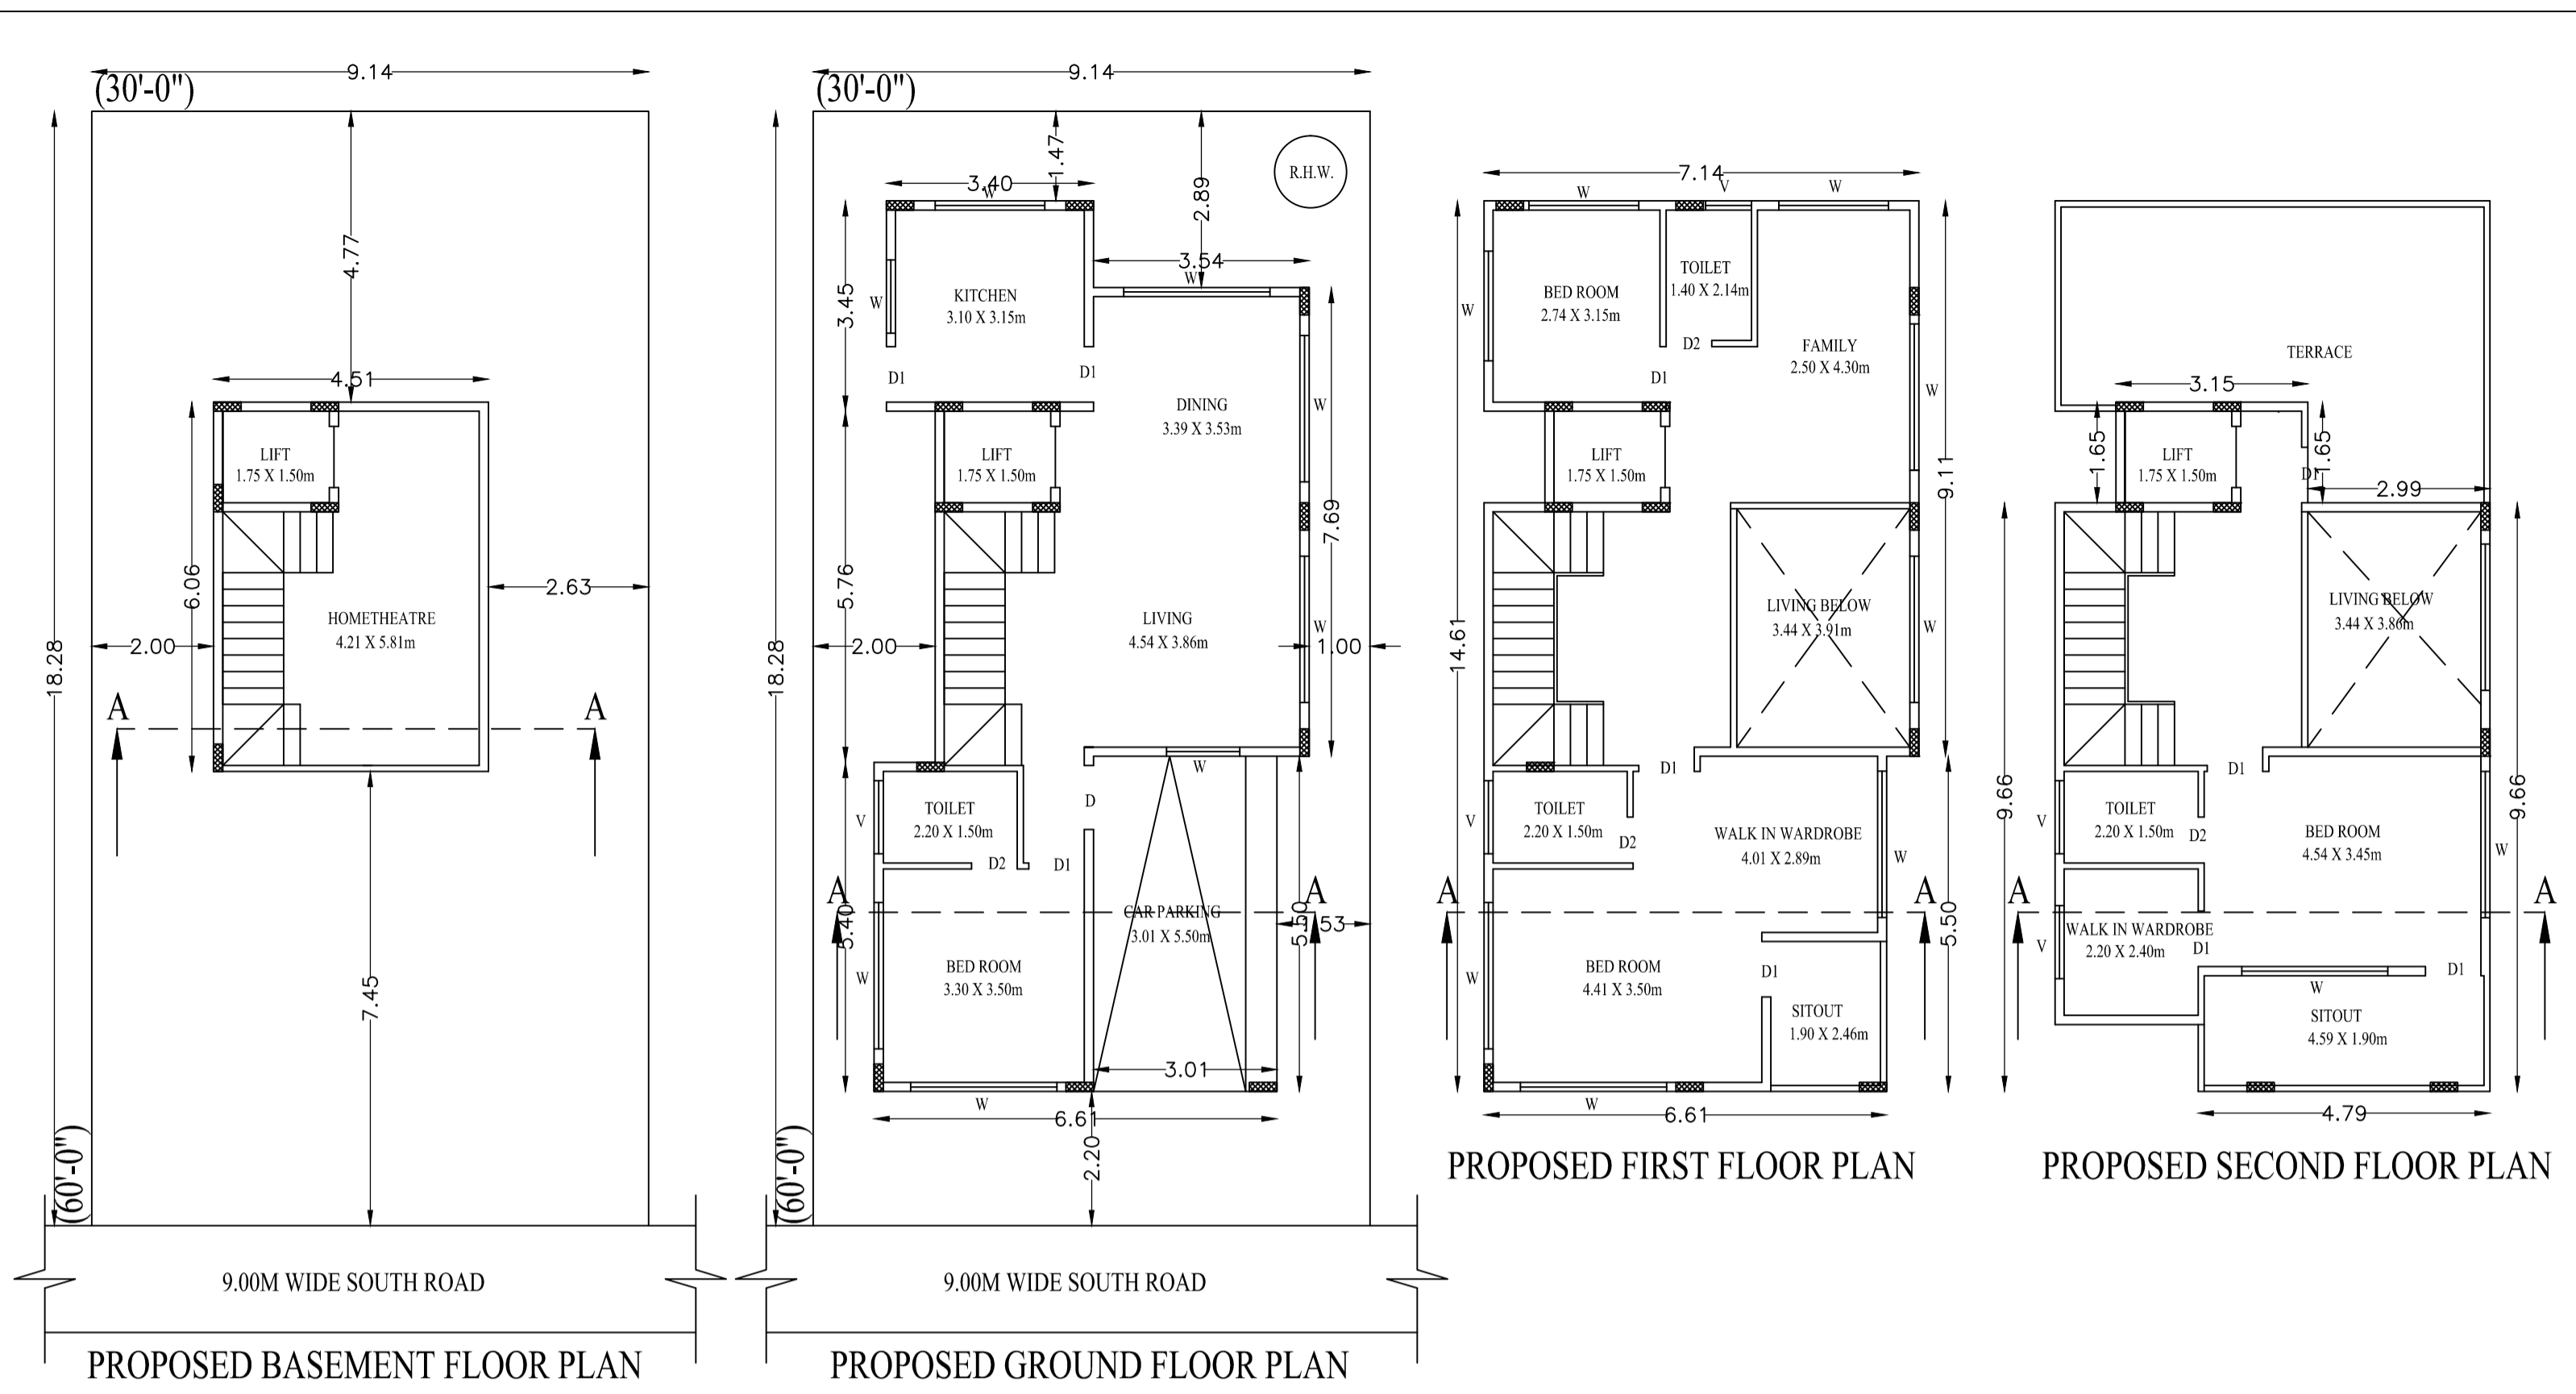 9.14
(30'-0")
4.77
4.51
LIFT
1.75 X 1.50m
6.06
HOMETHEATRE
4.21 X 5.81m
2.63
2.00
18.28
A
A
7.45
(60'-0")
9.00M WIDE SOUTH ROAD
PROPOSED BASEMENT FLOOR PLAN
9.14
(30'-0")
1.47
2.89
R.H.W.
3.40
W
3.54
W
3.45
W
KITCHEN
3.10 X 3.15m
D1
D1
DINING
3.39 X 3.53m
W
LIFT
1.75 X 1.50m
7.69
5.76
LIVING
4.54 X 3.86m
W
2.00
1.00
18.28
W
D
TOILET
2.20 X 1.50m
V
D2
D1
A
A
5.40
CAR PARKING
3.01 X 5.50m
5.50
53
BED ROOM
3.30 X 3.50m
W
3.01
W
6.61
2.20
(60'-0")
9.00M WIDE SOUTH ROAD
PROPOSED GROUND FLOOR PLAN
7.14
W
V
W
TOILET
1.40 X 2.14m
BED ROOM
2.74 X 3.15m
W
D2
FAMILY
2.50 X 4.30m
D1
W
LIFT
1.75 X 1.50m
9.11
LIVING BELOW
3.44 X 3.91m
W
14.61
D1
TOILET
2.20 X 1.50m
V
D2
WALK IN WARDROBE
4.01 X 2.89m
W
A
A
5.50
BED ROOM
4.41 X 3.50m
W
D1
SITOUT
1.90 X 2.46m
W
6.61
PROPOSED FIRST FLOOR PLAN
TERRACE
3.15
1.65
1.65
LIFT
1.75 X 1.50m
D1
2.99
LIVING BELOW
3.44 X 3.86m
D1
9.66
9.66
TOILET
2.20 X 1.50m
V
D2
BED ROOM
4.54 X 3.45m
W
A
A
WALK IN WARDROBE
2.20 X 2.40m
V
D1
D1
W
SITOUT
4.59 X 1.90m
4.79
PROPOSED SECOND FLOOR PLAN